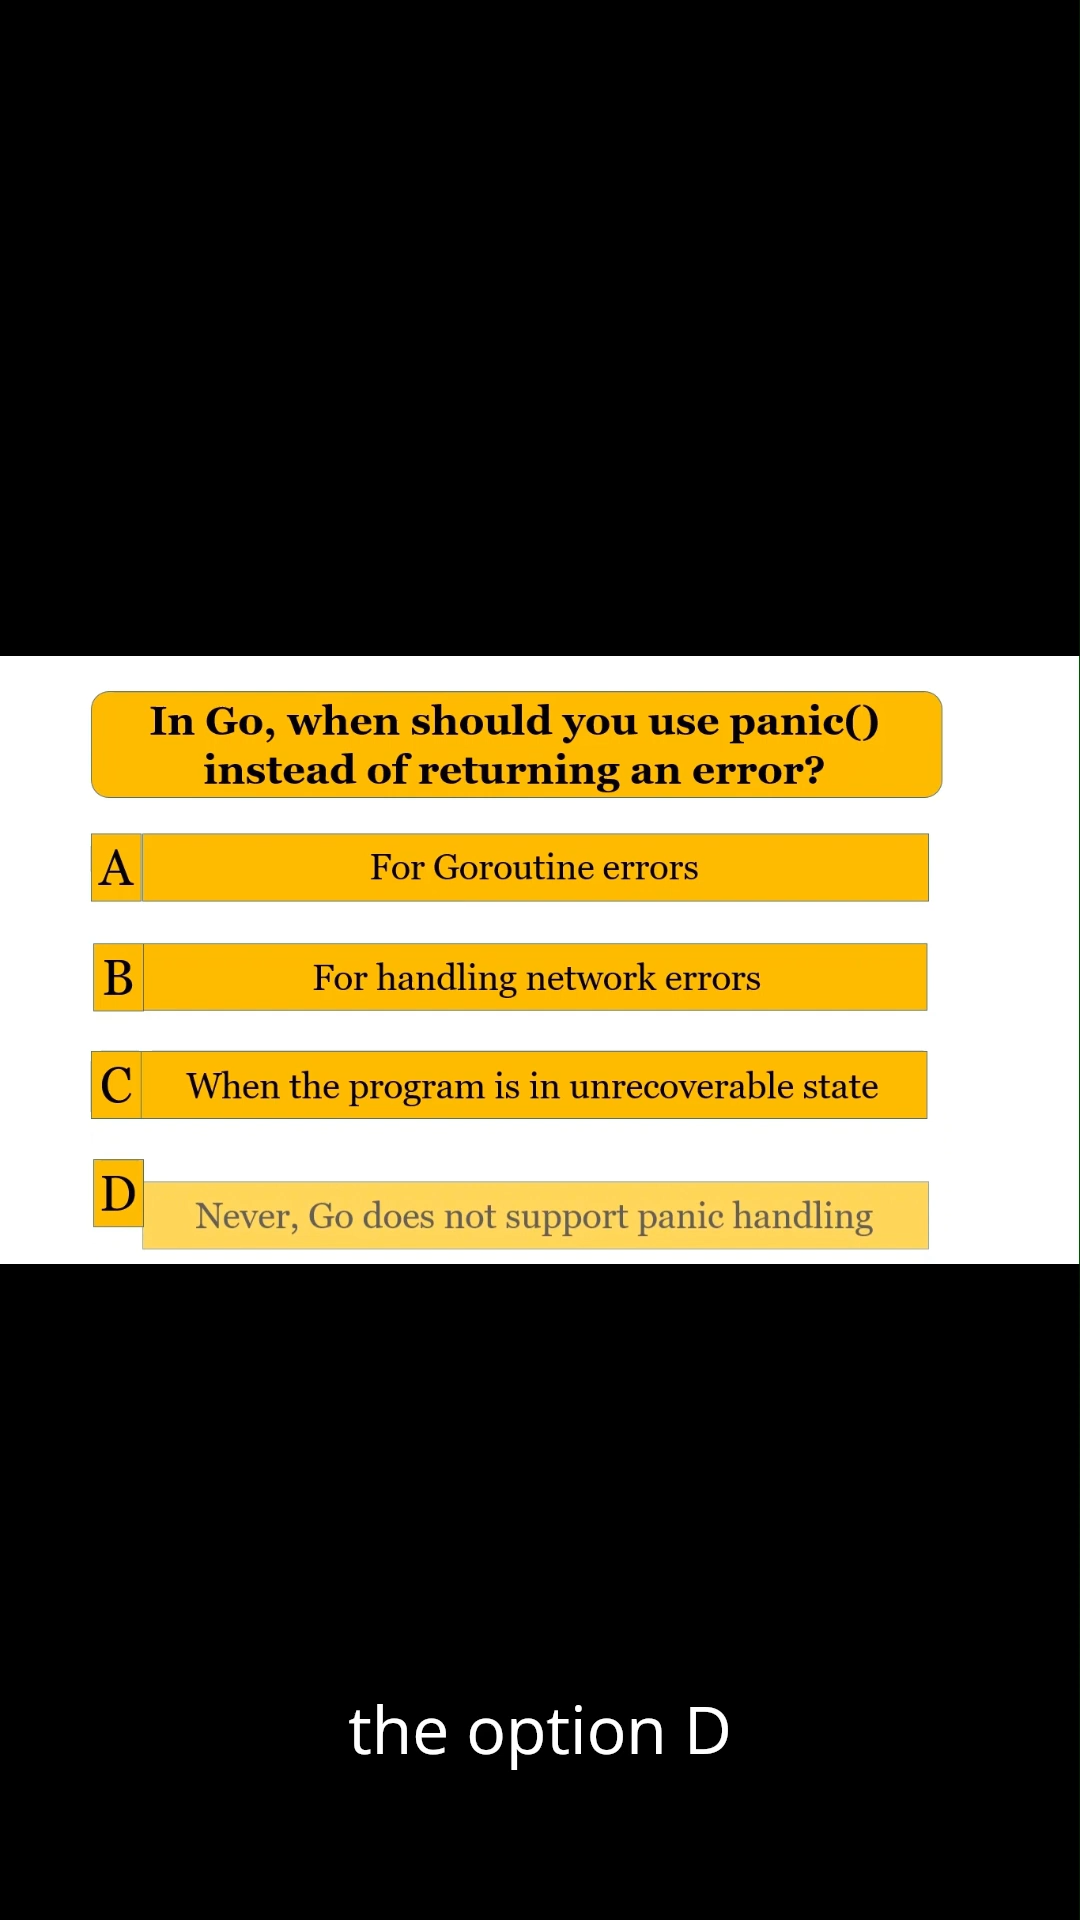 In Go, when should you use panic()
instead of returning an error?
A For Goroutine errors
B For handling network errors
C When the program is in unrecoverable state
D Never, Go does not support panic handling
the option D